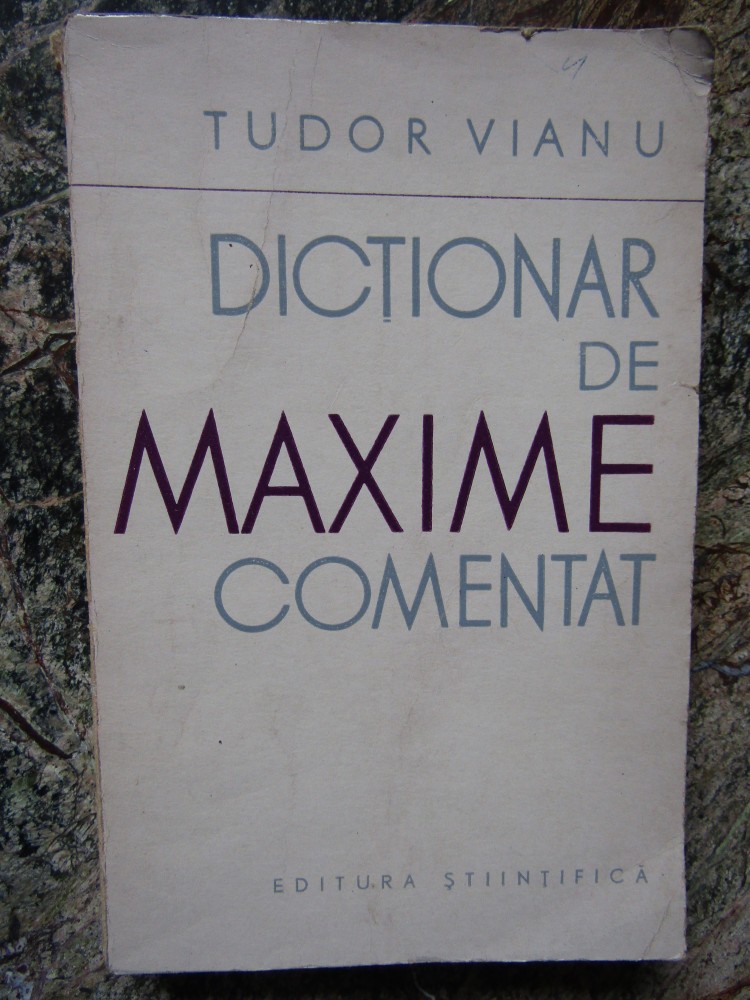 TUDOR VIANU
DICȚIONAR
DE
MAXIME
COMENTAT
EDITURA ȘTIINȚIFICĂ